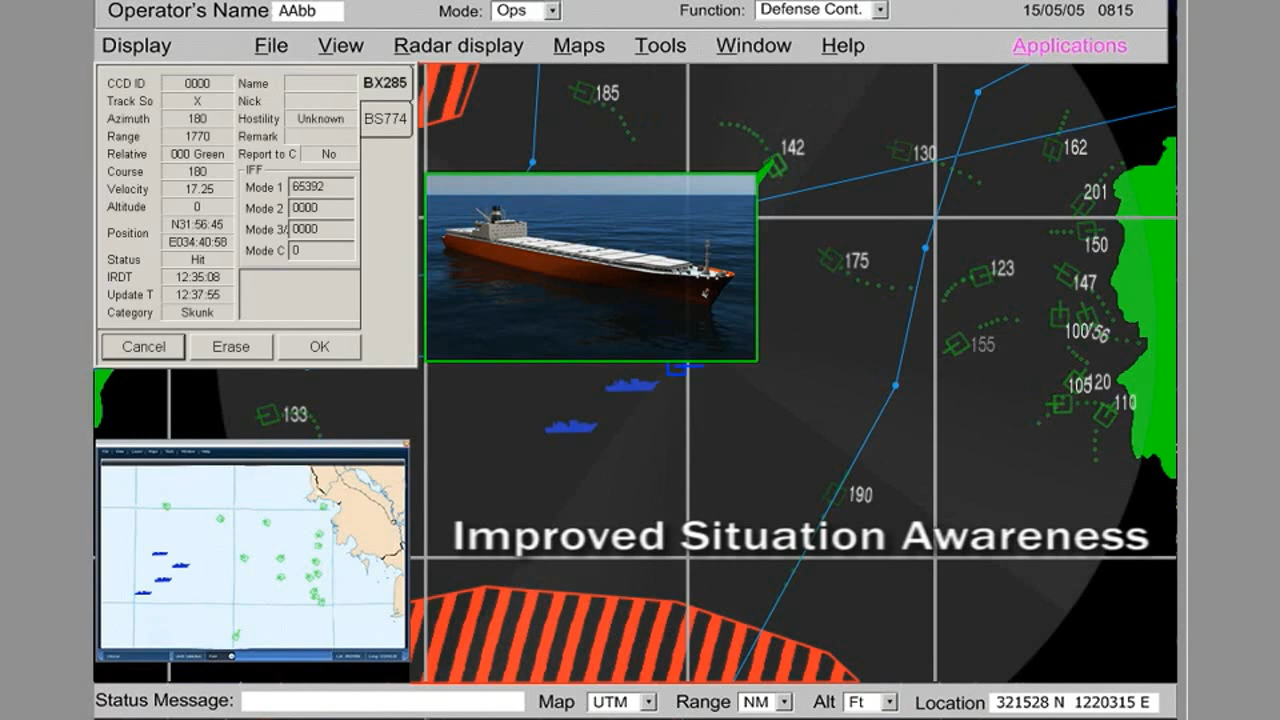 Operator's Name AAbb Mode: Ops Function: Defense Cont. 15/05/05 0815
Display File View Radar display Maps Tools Window Help Applications
CCD ID 0000 Name BX285
Track So X Nick
Azimuth 180 Hostility Unknown BS774
Range 1770 Remark
Relative 000 Green Report to C No
Course 180 IFF
Velocity 17.25 Mode 1 65392
Altitude 0 Mode 2 0000
Position N31:56:45 Mode 3/ 0000
E034:40:58 Mode C 0
Status Hit
IRDT 12:35:08
Update T 12:37:55
Category Skunk
Cancel Erase OK
185
142
130
162
201
150
175
123
147
100/56
155
105
120
110
133
190
Improved Situation Awareness
Status Message: Map UTM Range NM Alt Ft Location 321528 N 1220315 E